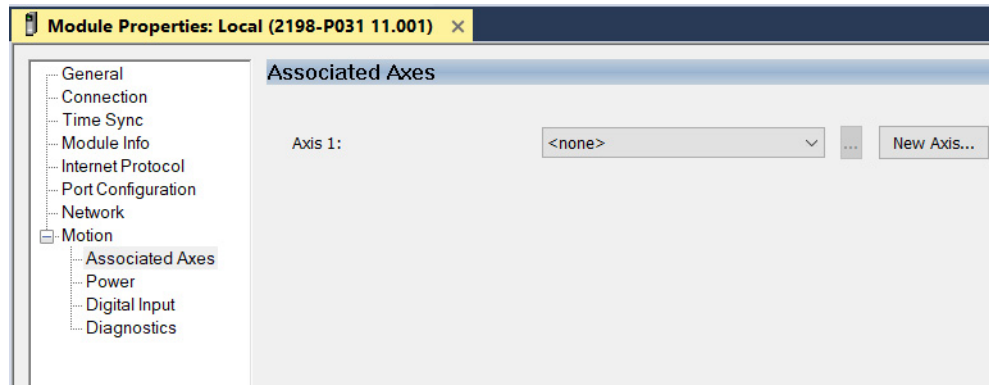 Module Properties: Local (2198-P031 11.001) ×
General
Connection
Time Sync
Module Info
Internet Protocol
Port Configuration
Network
Motion
Associated Axes
Power
Digital Input
Diagnostics
Associated Axes
Axis 1: <none> ... New Axis...